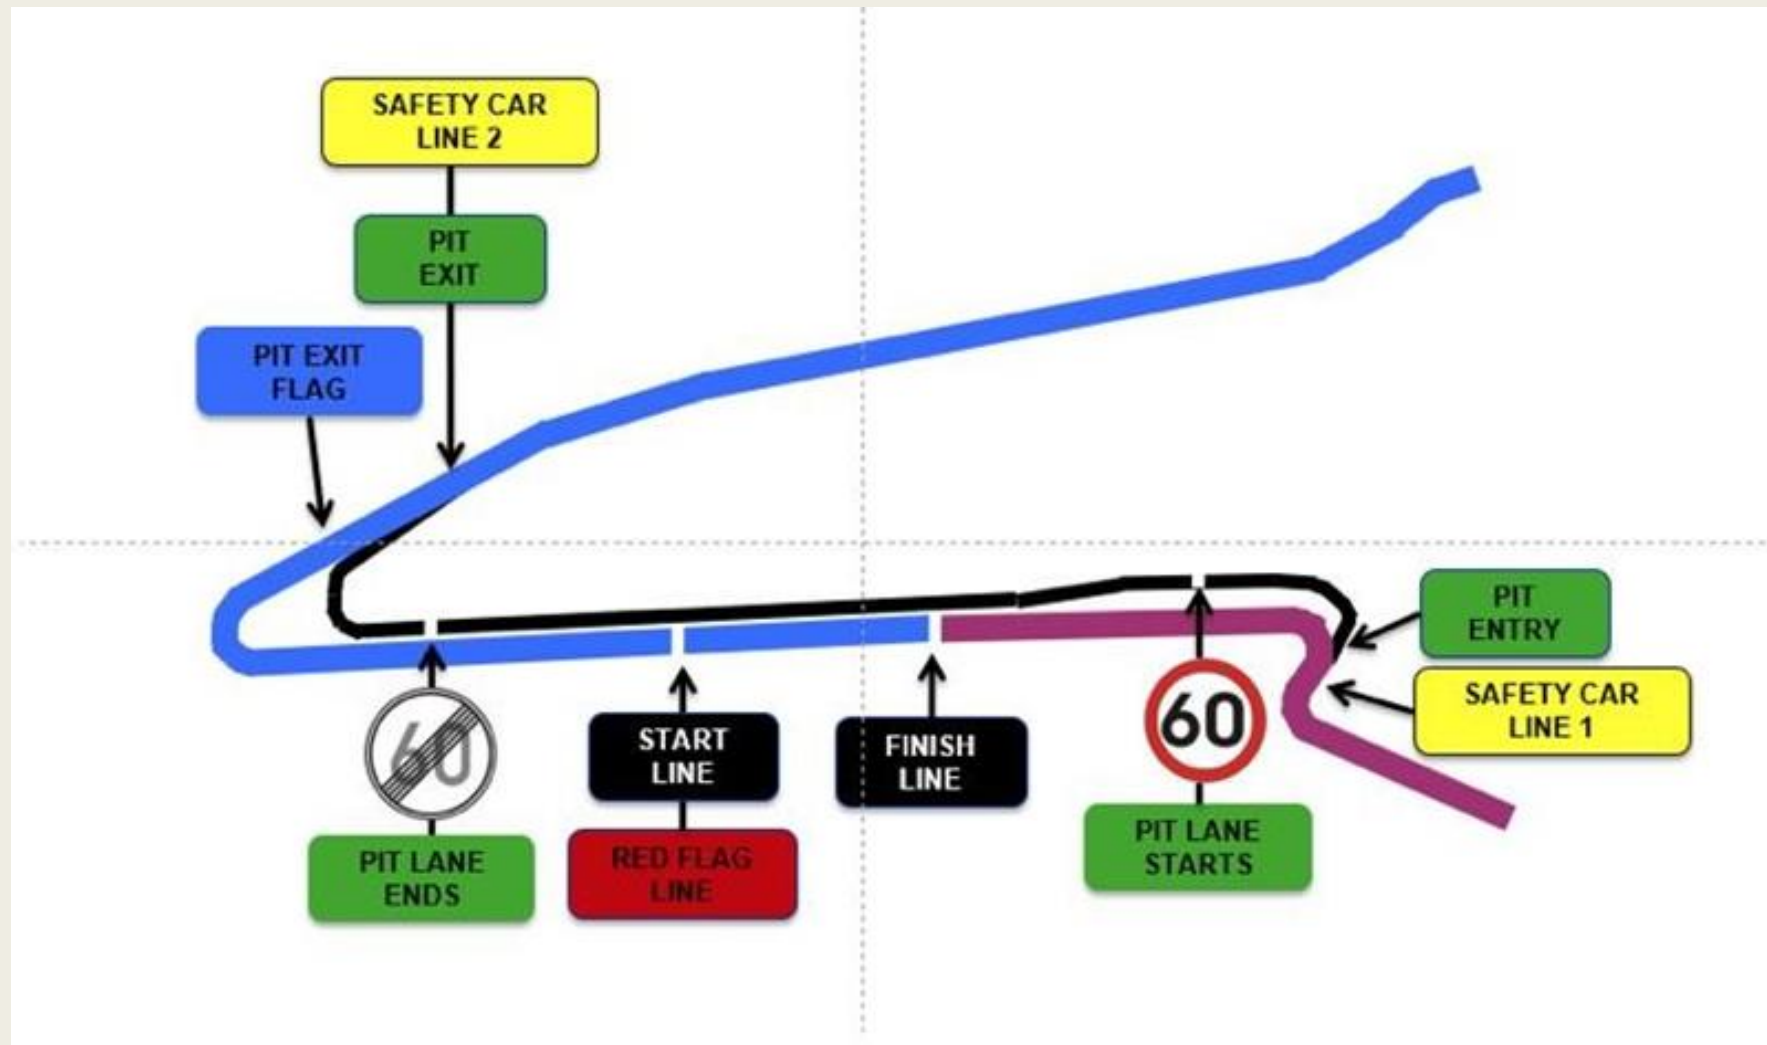 SAFETY CAR
LINE 2
PIT
EXIT
PIT EXIT
FLAG
PIT
ENTRY
SAFETY CAR
LINE 1
60
60
START
LINE
FINISH
LINE
PIT LANE
ENDS
RED FLAG
LINE
PIT LANE
STARTS